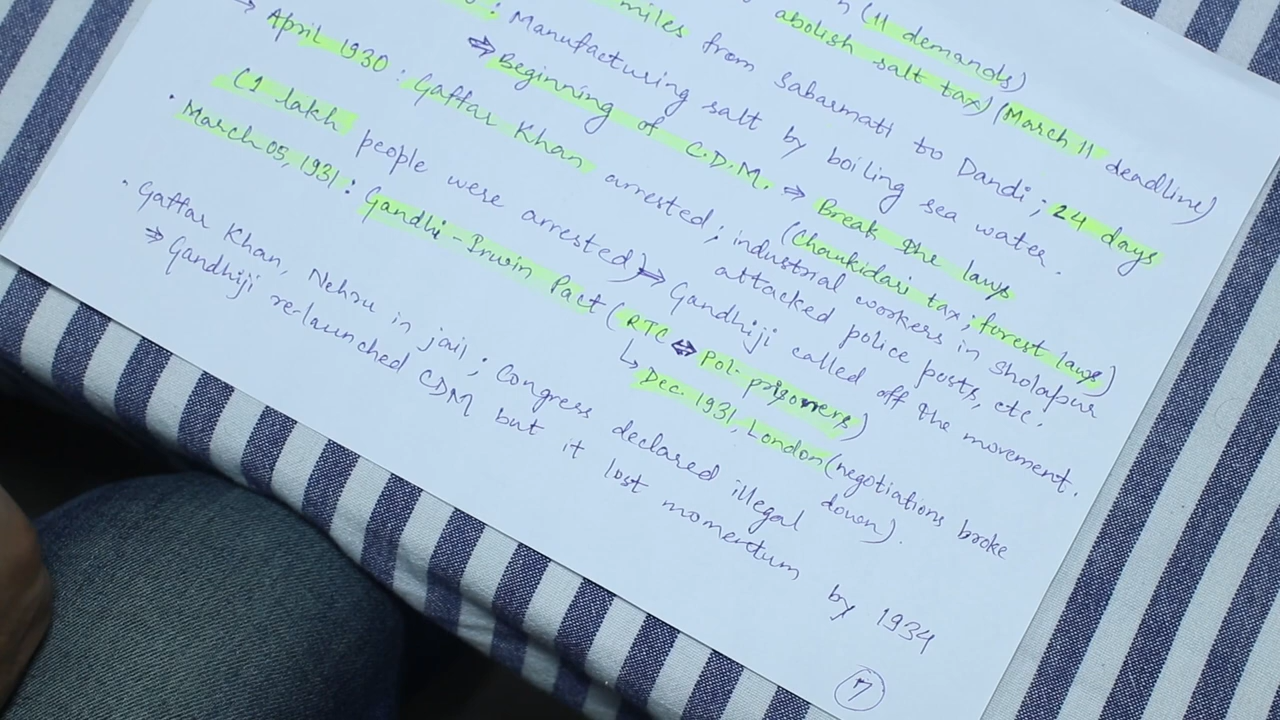 (11 demands)
abolish salt tax) (March 11 deadline)
miles from Sabarmati to Dandi ; 24 days
: Manufacturing salt by boiling sea water.
⇔ Beginning of C.D.M. ⇒ Break the laws
(Chaukidari tax ; forest laws)
⇒ April 1930 : Gaffar Khan arrested ; industrial workers in Sholapur
attacked police posts, etc.
(1 lakh people were arrested) ⇒ Gandhiji called off the movement.
· March 05, 1931 : Gandhi-Irwin Pact (RTC ⇔ Pol. prisoners)
↳ Dec. 1931, London (negotiations broke
down).
· Gaffar Khan, Nehru in jail ; Congress declared illegal
⇒ Gandhiji re-launched CDM but it lost momentum by 1934
7